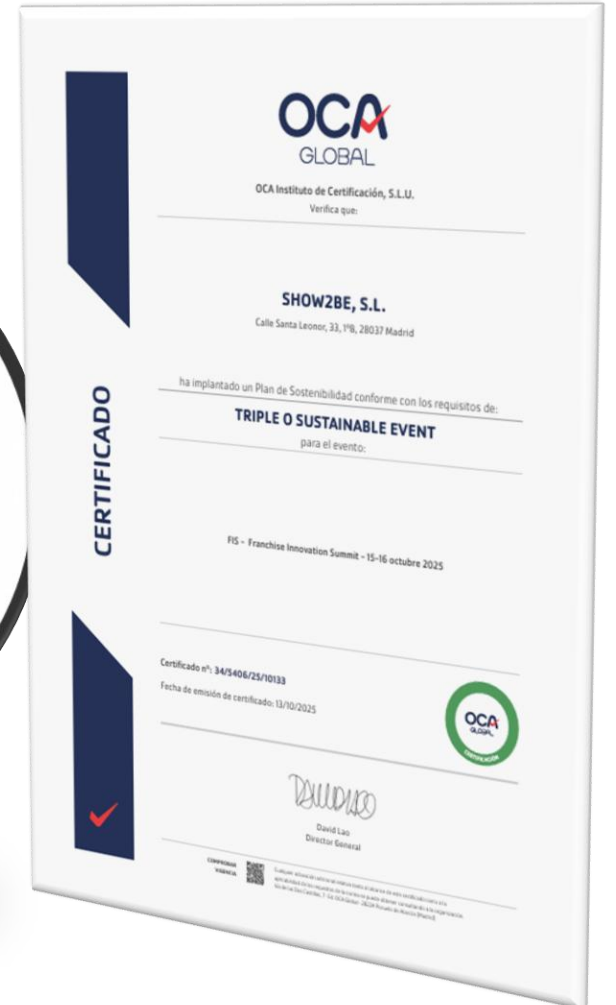 OCA
GLOBAL
OCA Instituto de Certificación, S.L.U.
Verifica que:
SHOW2BE, S.L.
Calle Santa Leonor, 33, 1ºB, 28037 Madrid
ha implantado un Plan de Sostenibilidad conforme con los requisitos de:
TRIPLE O SUSTAINABLE EVENT
para el evento:
CERTIFICADO
FIS - Franchise Innovation Summit - 15-16 octubre 2025
Certificado nº: 34/5406/25/10133
Fecha de emisión de certificado: 13/10/2025
OCA
GLOBAL
CERTIFICACIÓN
David Lao
Director General
COMPROBAR
VIGENCIA